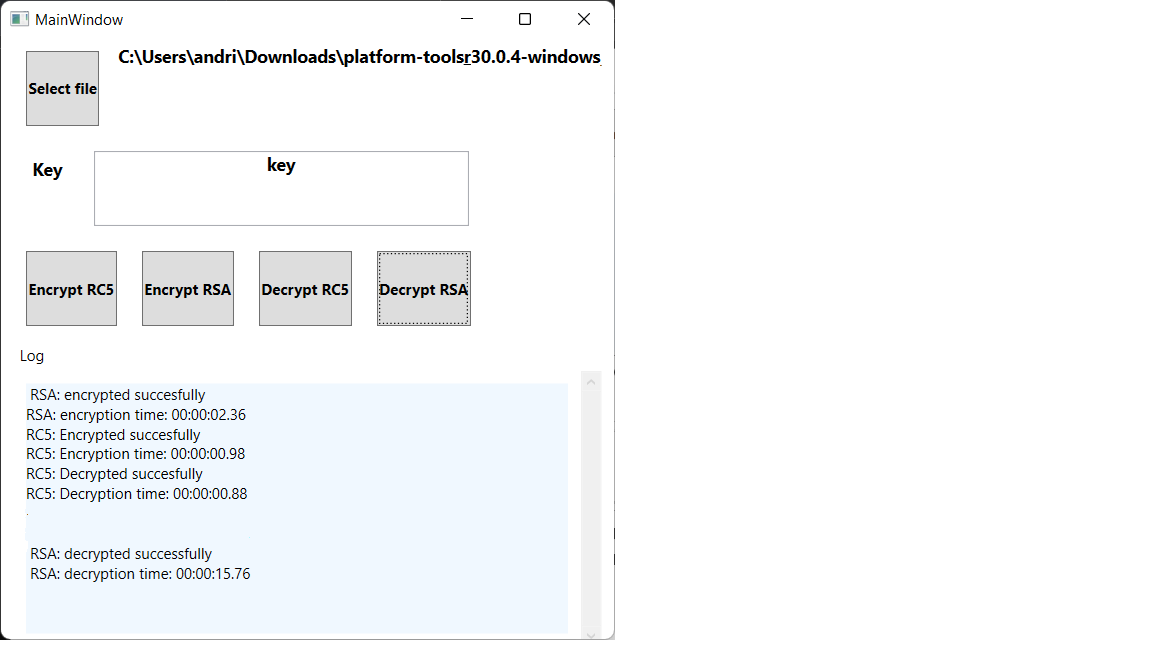 MainWindow
Select file
C:\Users\andri\Downloads\platform-toolsr30.0.4-windows
Key
key
Encrypt RC5 Encrypt RSA Decrypt RC5 Decrypt RSA
Log
RSA: encrypted succesfully
RSA: encryption time: 00:00:02.36
RC5: Encrypted succesfully
RC5: Encryption time: 00:00:00.98
RC5: Decrypted succesfully
RC5: Decryption time: 00:00:00.88
RSA: decrypted successfully
RSA: decryption time: 00:00:15.76